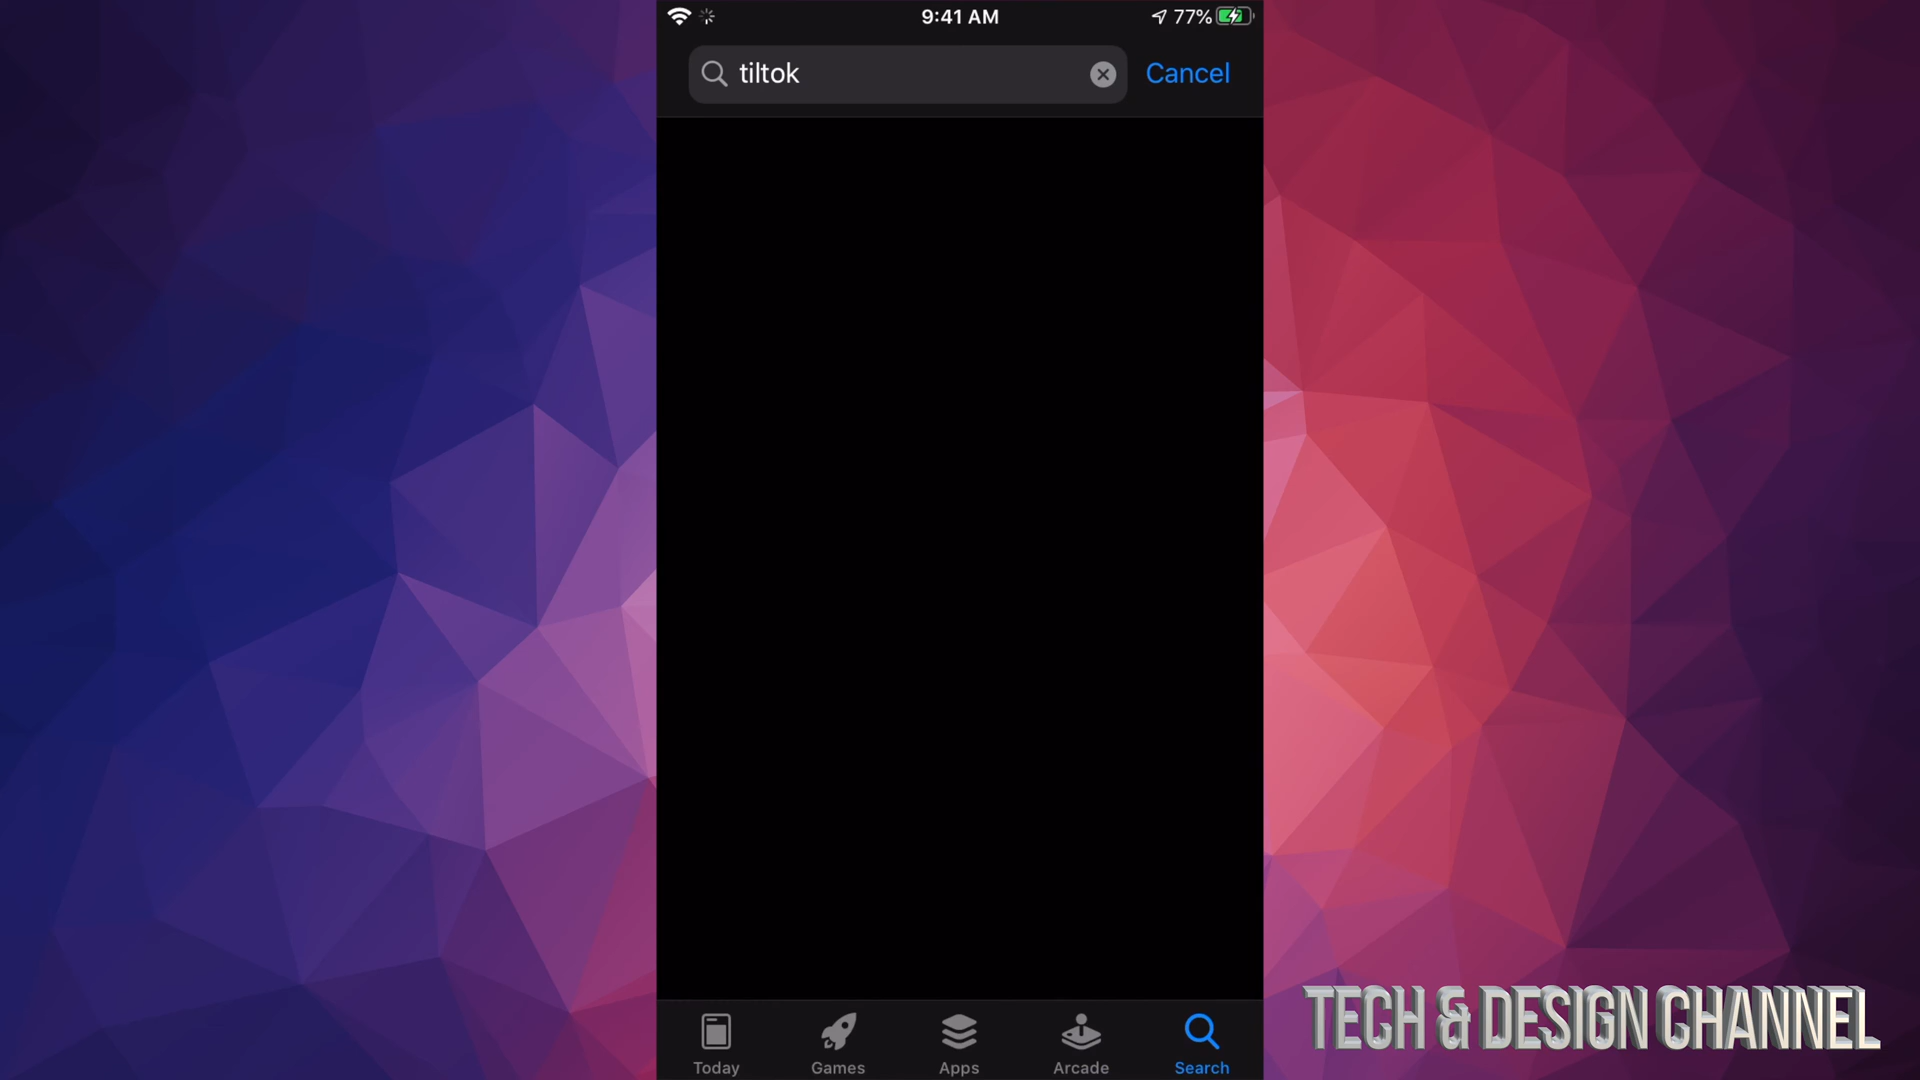 9:41 AM
77%
tiltok
Cancel
Today
Games
Apps
Arcade
Search
TECH & DESIGN CHANNEL